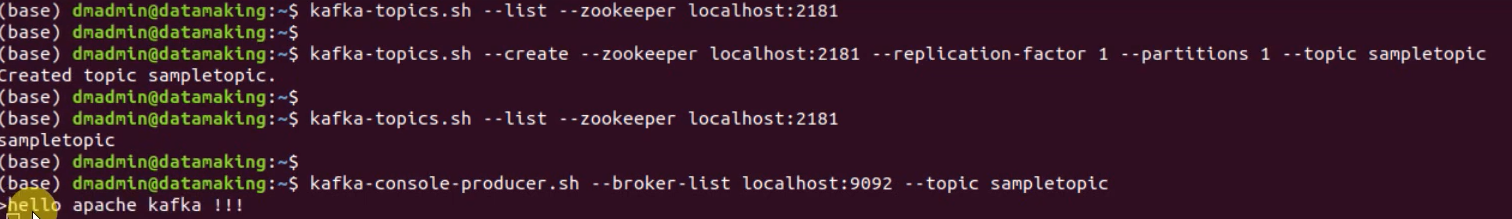 (base) dmadmin@datamaking:~$ kafka-topics.sh --list --zookeeper localhost:2181
(base) dmadmin@datamaking:~$
(base) dmadmin@datamaking:~$ kafka-topics.sh --create --zookeeper localhost:2181 --replication-factor 1 --partitions 1 --topic sampletopic
Created topic sampletopic.
(base) dmadmin@datamaking:~$
(base) dmadmin@datamaking:~$ kafka-topics.sh --list --zookeeper localhost:2181
sampletopic
(base) dmadmin@datamaking:~$
(base) dmadmin@datamaking:~$ kafka-console-producer.sh --broker-list localhost:9092 --topic sampletopic
>hello apache kafka !!!